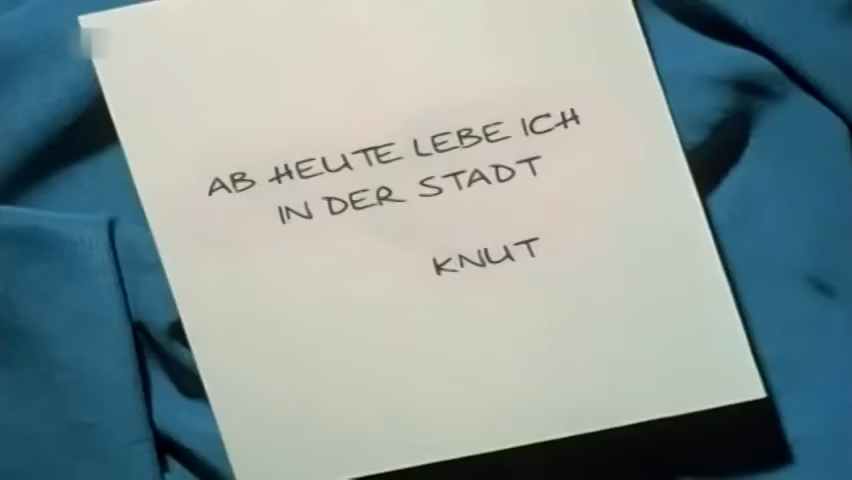 AB HEUTE LEBE ICH
IN DER STADT
KNUT